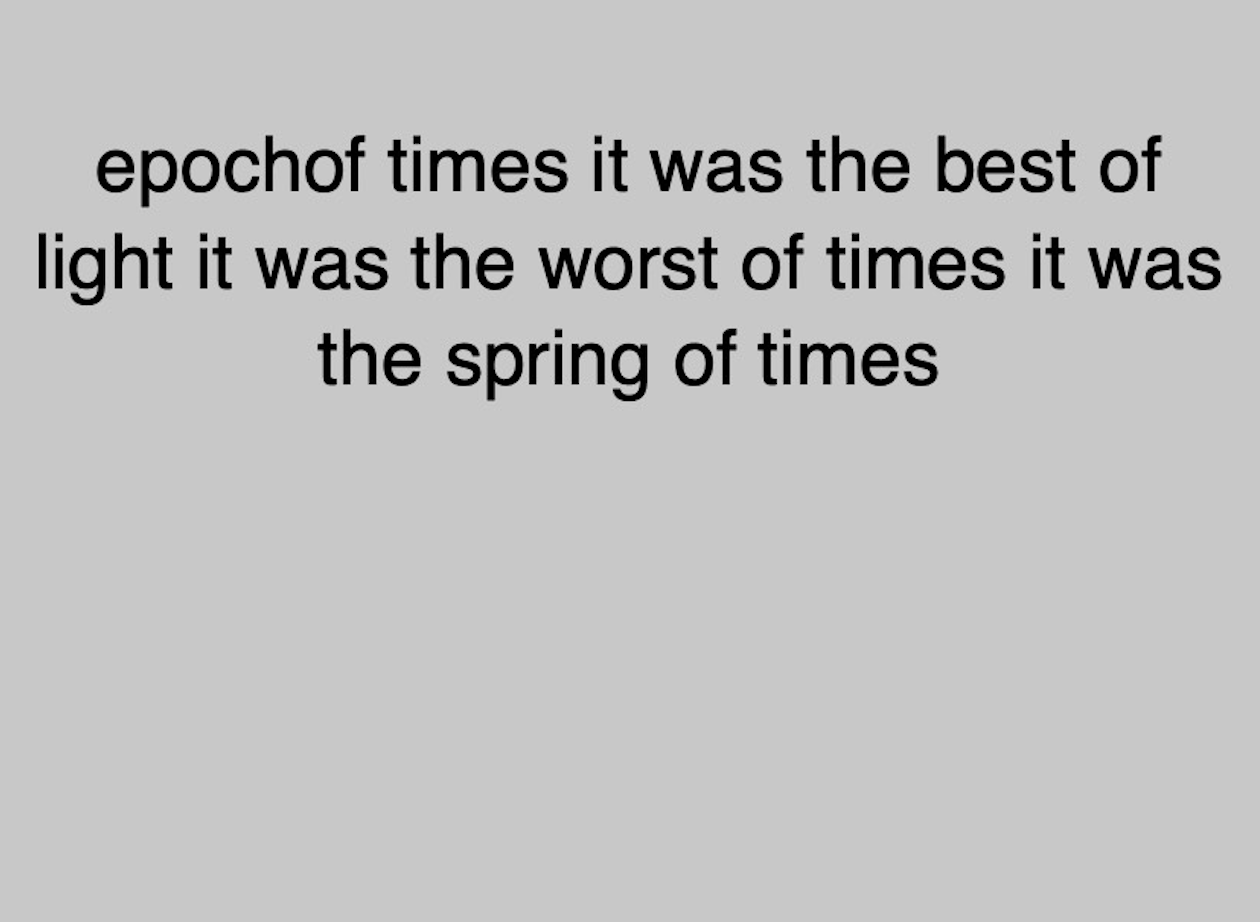 epochof times it was the best of
light it was the worst of times it was
the spring of times